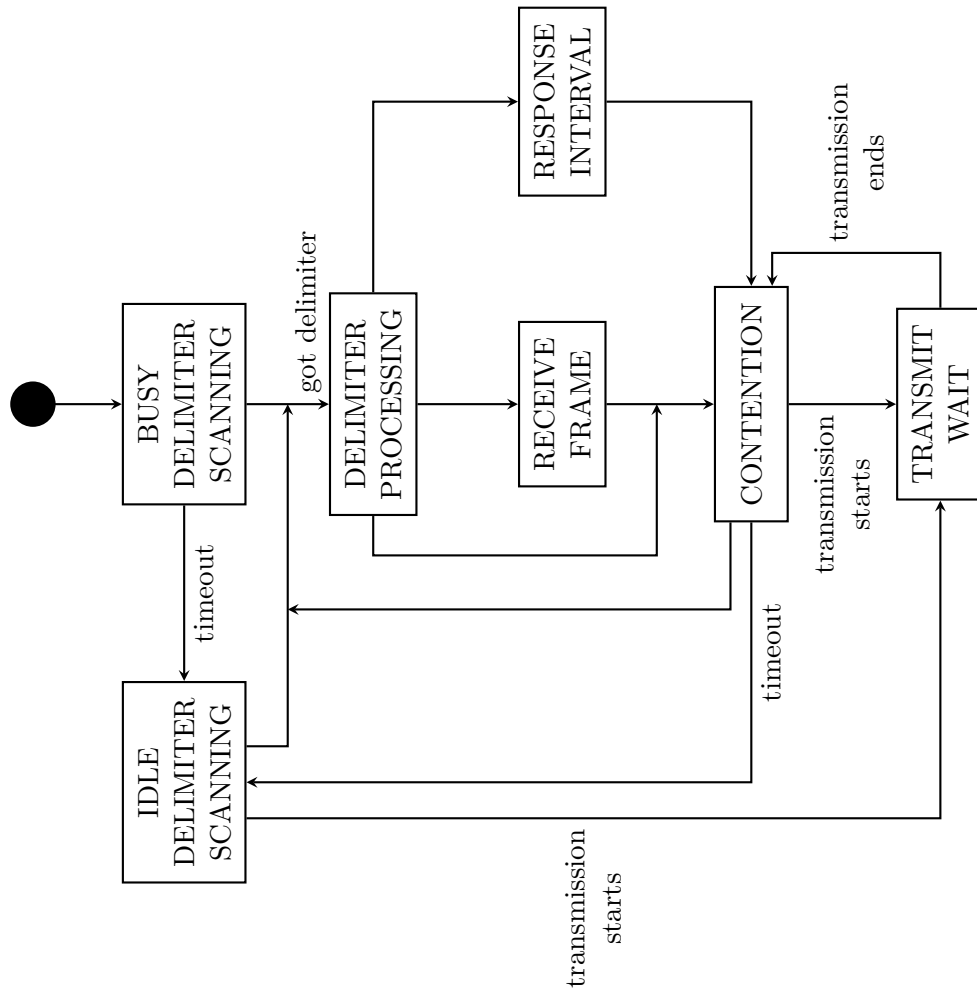 IDLE
DELIMITER
SCANNING
timeout
BUSY
DELIMITER
SCANNING
got delimiter
DELIMITER
PROCESSING
transmission
starts
RECEIVE
FRAME
RESPONSE
INTERVAL
CONTENTION
timeout
transmission
starts
transmission
ends
TRANSMIT
WAIT